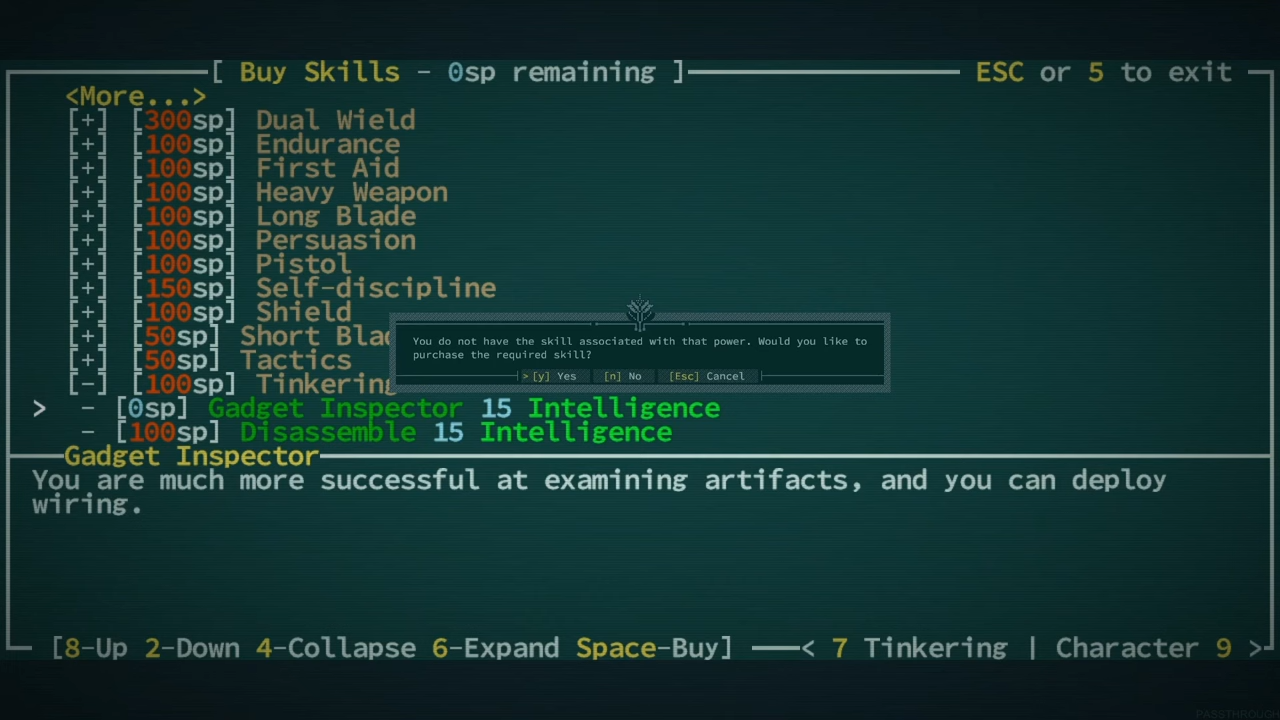 [ Buy Skills - 0sp remaining ] ESC or 5 to exit
<More...>
[+] [300sp] Dual Wield
[+] [100sp] Endurance
[+] [100sp] First Aid
[+] [100sp] Heavy Weapon
[+] [100sp] Long Blade
[+] [100sp] Persuasion
[+] [100sp] Pistol
[+] [150sp] Self-discipline
[+] [100sp] Shield
[+] [50sp] Short Blad
[+] [50sp] Tactics
[-] [100sp] Tinkering
You do not have the skill associated with that power. Would you like to
purchase the required skill?
> [y] Yes [n] No [Esc] Cancel
> - [0sp] Gadget Inspector 15 Intelligence
- [100sp] Disassemble 15 Intelligence
Gadget Inspector
You are much more successful at examining artifacts, and you can deploy
wiring.
[8-Up 2-Down 4-Collapse 6-Expand Space-Buy] < 7 Tinkering | Character 9 >